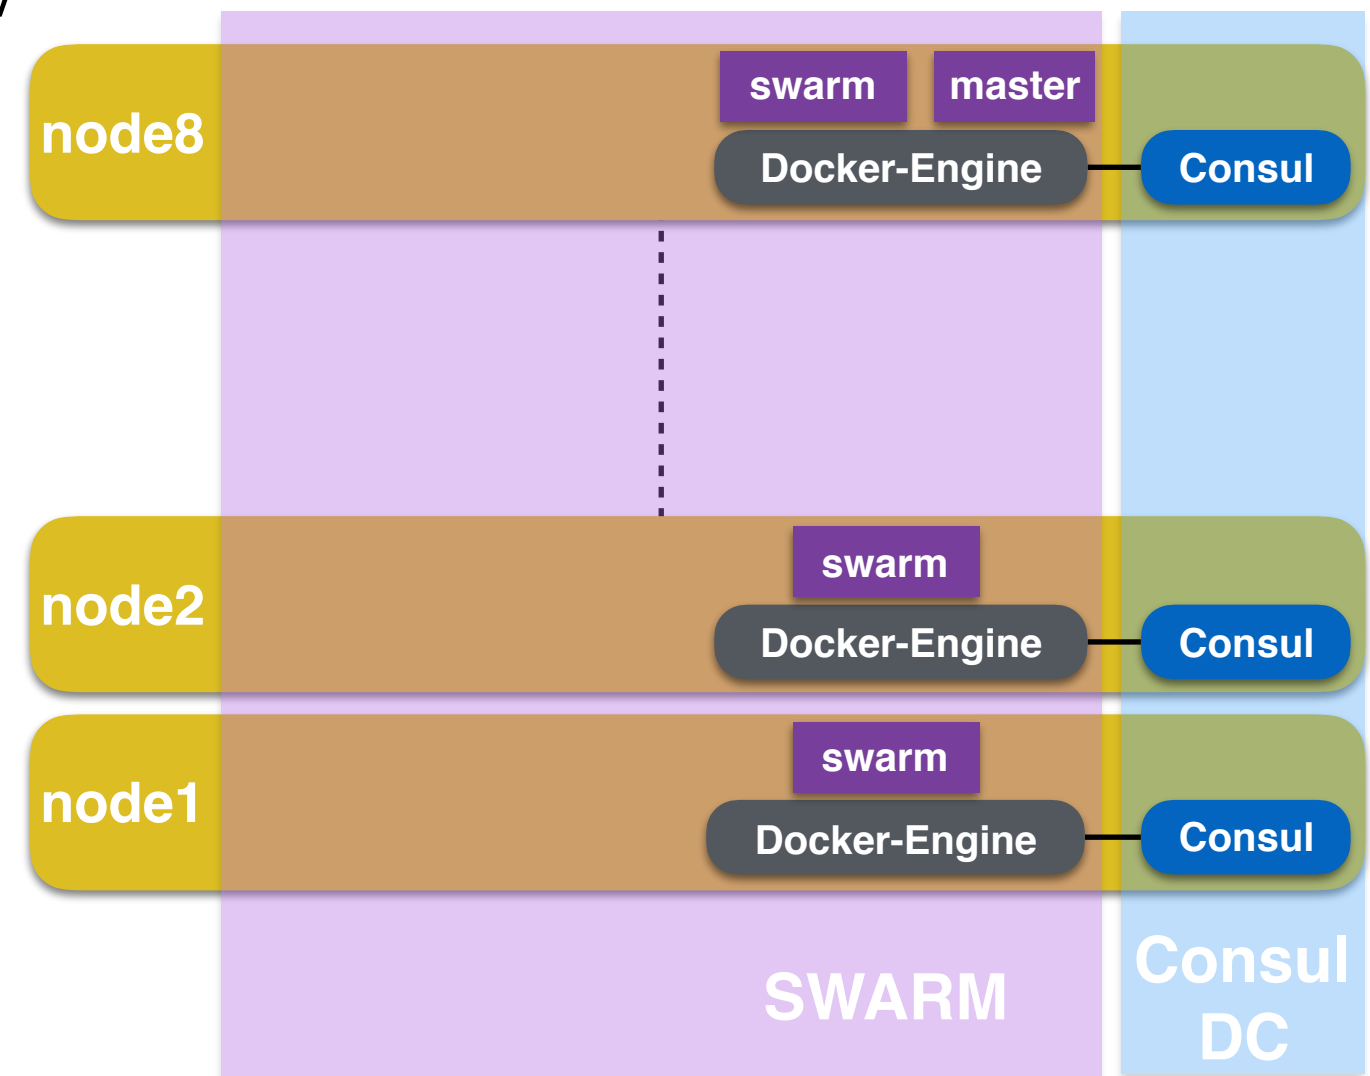 swarm master
node8
Docker-Engine Consul
swarm
node2
Docker-Engine Consul
swarm
node1
Docker-Engine Consul
SWARM
Consul
DC